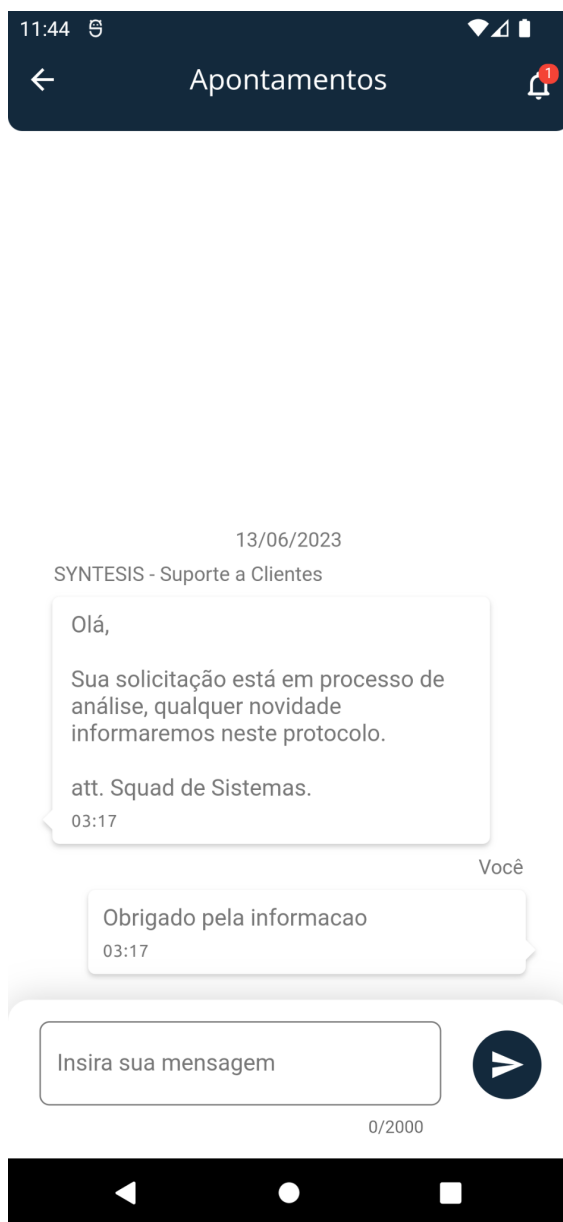 11:44
Apontamentos
1
13/06/2023
SYNTESIS - Suporte a Clientes
Olá,
Sua solicitação está em processo de
análise, qualquer novidade
informaremos neste protocolo.
att. Squad de Sistemas.
03:17
Você
Obrigado pela informacao
03:17
Insira sua mensagem
0/2000